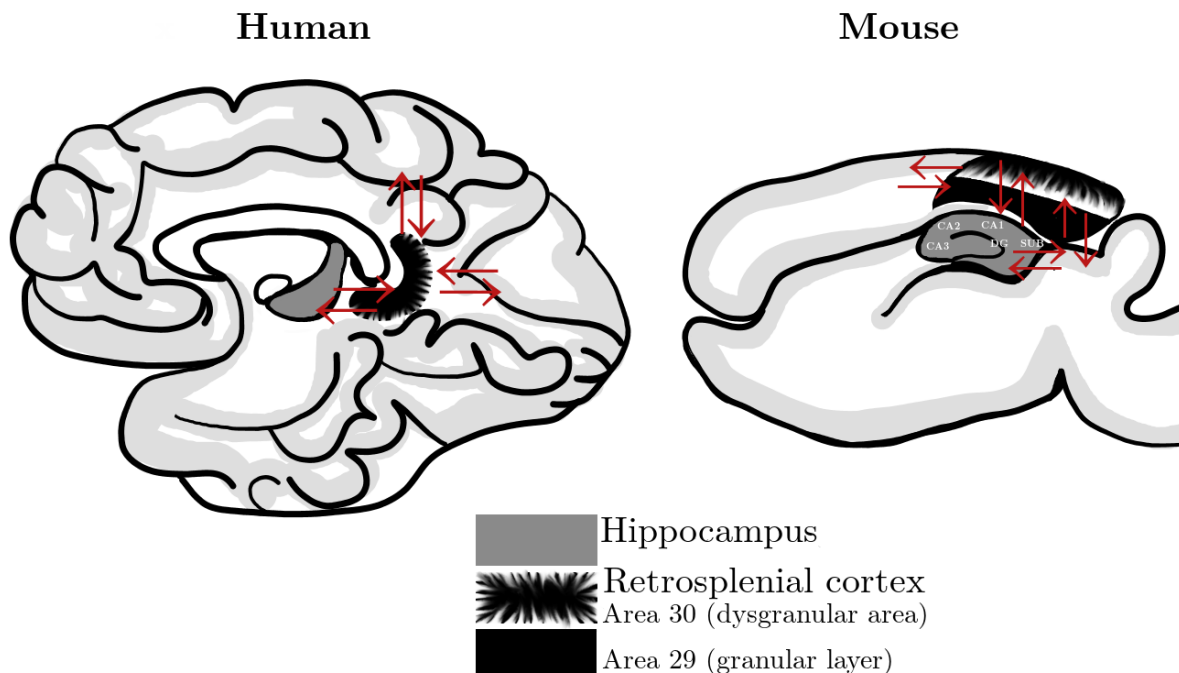 Human
Mouse
CA2
CA1
CA3
DG
SUB
Hippocampus
Retrosplenial cortex
Area 30 (dysgranular area)
Area 29 (granular layer)